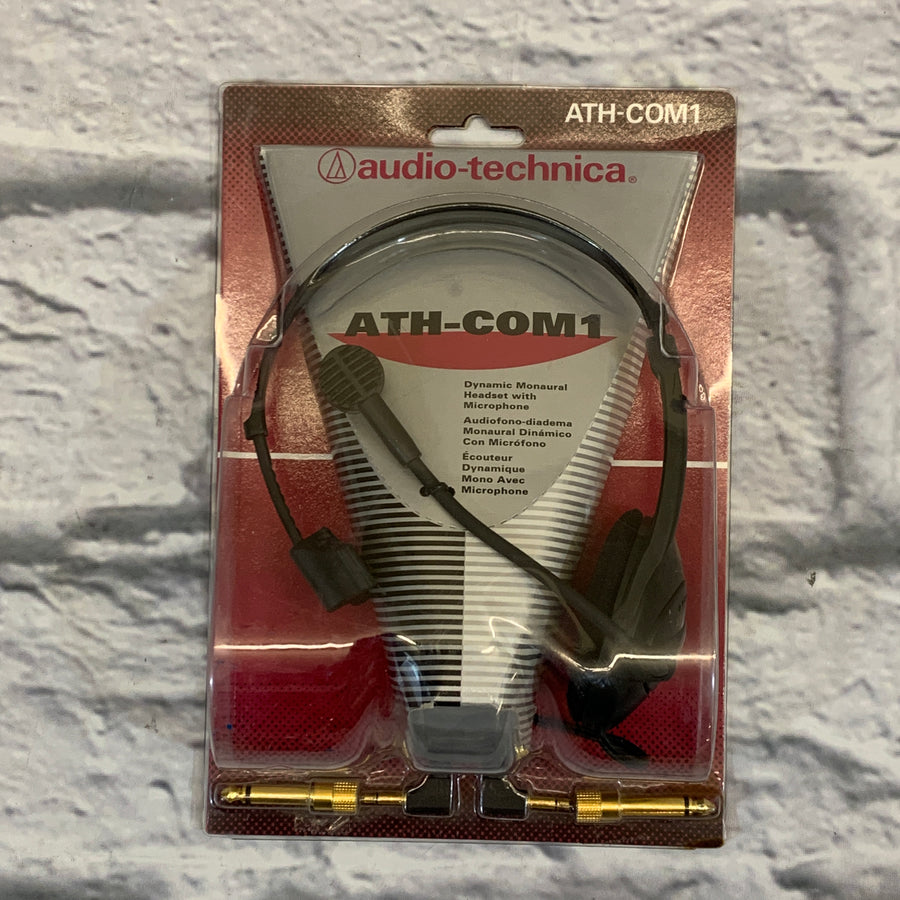 ATH-COM1
audio-technica®
ATH-COM1
Dynamic Monaural
Headset with
Microphone
Audiofono-diadema
Monaural Dinámico
Con Micrófono
Écouteur
Dynamique
Mono Avec
Microphone